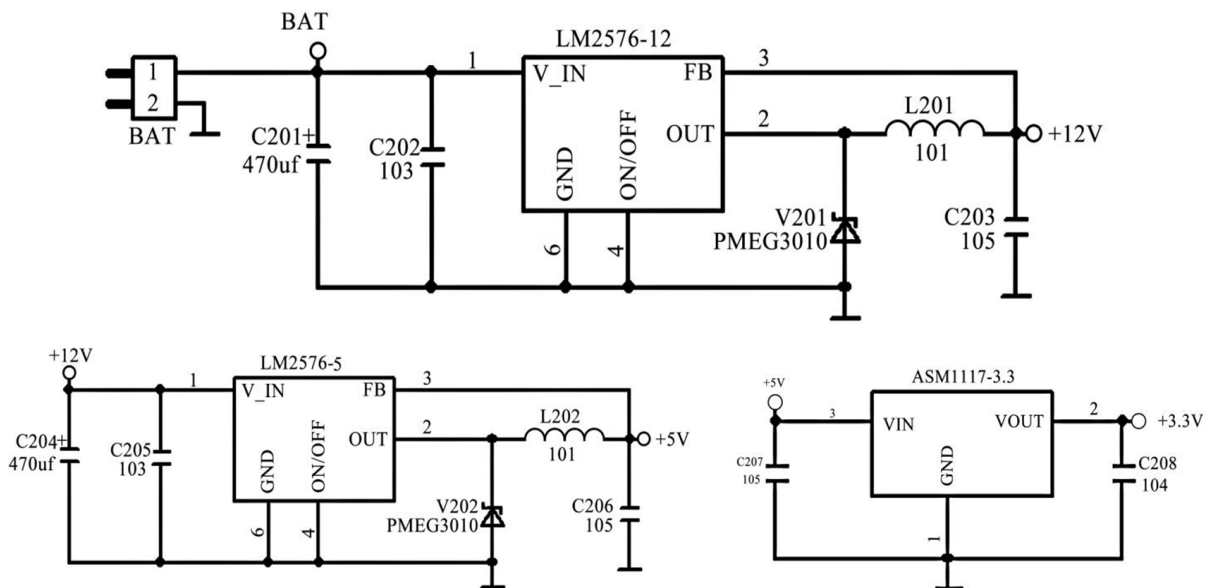 BAT
LM2576-12
1
2
BAT
1
V_IN
FB
3
OUT
2
GND
ON/OFF
6
4
C201+
470uf
C202
103
L201
101
+12V
V201
PMEG3010
C203
105
+12V
LM2576-5
1
V_IN
FB
3
OUT
2
GND
ON/OFF
6
4
C204+
470uf
C205
103
L202
101
+5V
V202
PMEG3010
C206
105
ASM1117-3.3
+5V
3
VIN
VOUT
2
+3.3V
GND
1
C207
105
C208
104